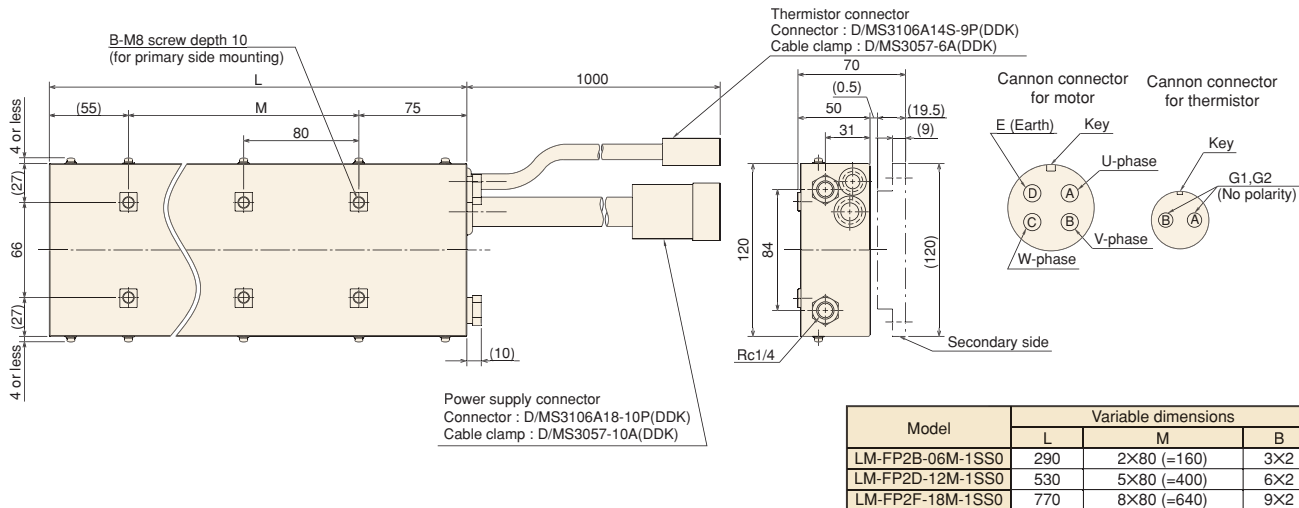 Thermistor connector
Connector : D/MS3106A14S-9P(DDK)
Cable clamp : D/MS3057-6A(DDK)
B-M8 screw depth 10
(for primary side mounting)
L
1000
(55)
M
75
80
4 or less
(27)
66
(27)
4 or less
(10)
Power supply connector
Connector : D/MS3106A18-10P(DDK)
Cable clamp : D/MS3057-10A(DDK)
70
(0.5)
50
(19.5)
31
(9)
120
84
(120)
Rc1/4
Secondary side
Cannon connector
for motor
E (Earth)
Key
U-phase
D
A
C
B
V-phase
W-phase
Cannon connector
for thermistor
Key
G1,G2
(No polarity)
B
A
Model
Variable dimensions
L
M
B
LM-FP2B-06M-1SS0 290 2×80 (=160) 3×2
LM-FP2D-12M-1SS0 530 5×80 (=400) 6×2
LM-FP2F-18M-1SS0 770 8×80 (=640) 9×2